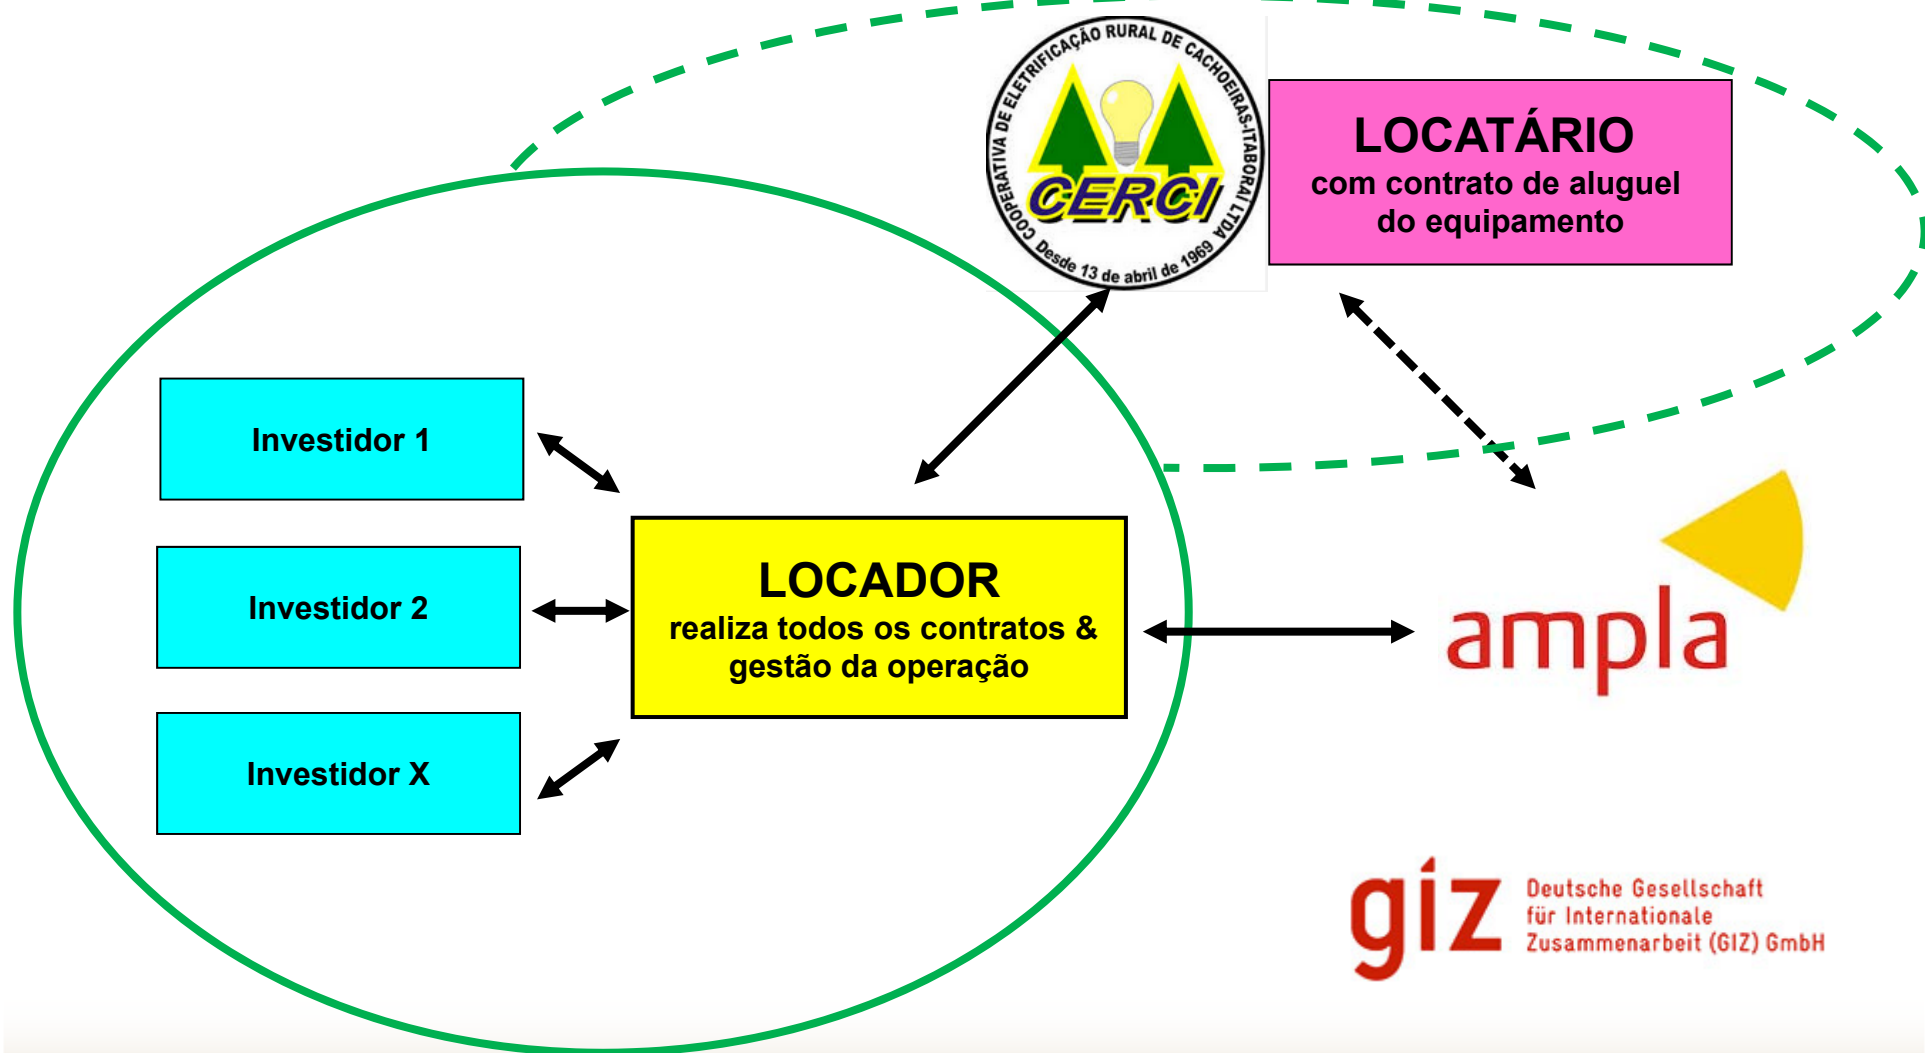 COOPERATIVA DE ELETRIFICAÇÃO RURAL DE CACHOEIRAS-ITABORAÍ LTDA
CERCI
Desde 13 de abril de 1969
LOCATÁRIO
com contrato de aluguel
do equipamento
Investidor 1
Investidor 2
Investidor X
LOCADOR
realiza todos os contratos &
gestão da operação
ampla
giz
Deutsche Gesellschaft
für Internationale
Zusammenarbeit (GIZ) GmbH